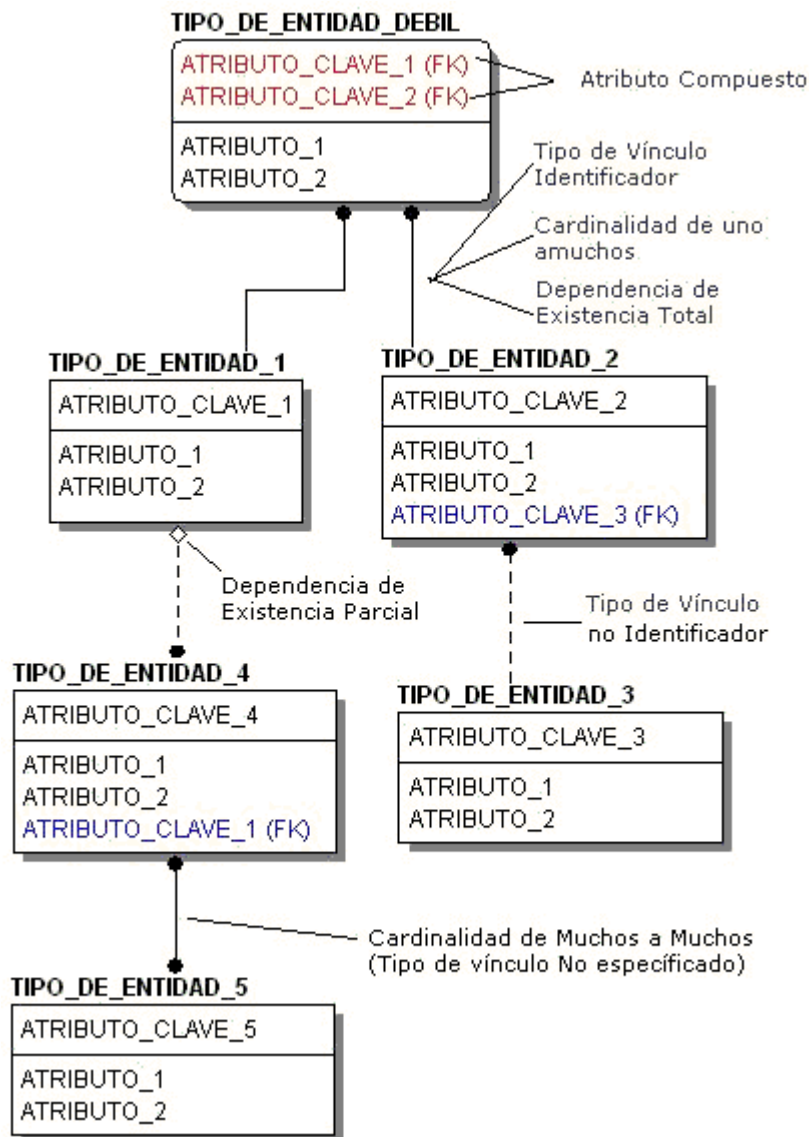 TIPO_DE_ENTIDAD_DEBIL
ATRIBUTO_CLAVE_1 (FK)
ATRIBUTO_CLAVE_2 (FK)
Atributo Compuesto
ATRIBUTO_1
ATRIBUTO_2
Tipo de Vínculo
Identificador
Cardinalidad de uno
amuchos
Dependencia de
Existencia Total
TIPO_DE_ENTIDAD_1
ATRIBUTO_CLAVE_1
ATRIBUTO_1
ATRIBUTO_2
TIPO_DE_ENTIDAD_2
ATRIBUTO_CLAVE_2
ATRIBUTO_1
ATRIBUTO_2
ATRIBUTO_CLAVE_3 (FK)
Dependencia de
Existencia Parcial
Tipo de Vínculo
no Identificador
TIPO_DE_ENTIDAD_4
ATRIBUTO_CLAVE_4
ATRIBUTO_1
ATRIBUTO_2
ATRIBUTO_CLAVE_1 (FK)
TIPO_DE_ENTIDAD_3
ATRIBUTO_CLAVE_3
ATRIBUTO_1
ATRIBUTO_2
Cardinalidad de Muchos a Muchos
(Tipo de vínculo No específicado)
TIPO_DE_ENTIDAD_5
ATRIBUTO_CLAVE_5
ATRIBUTO_1
ATRIBUTO_2